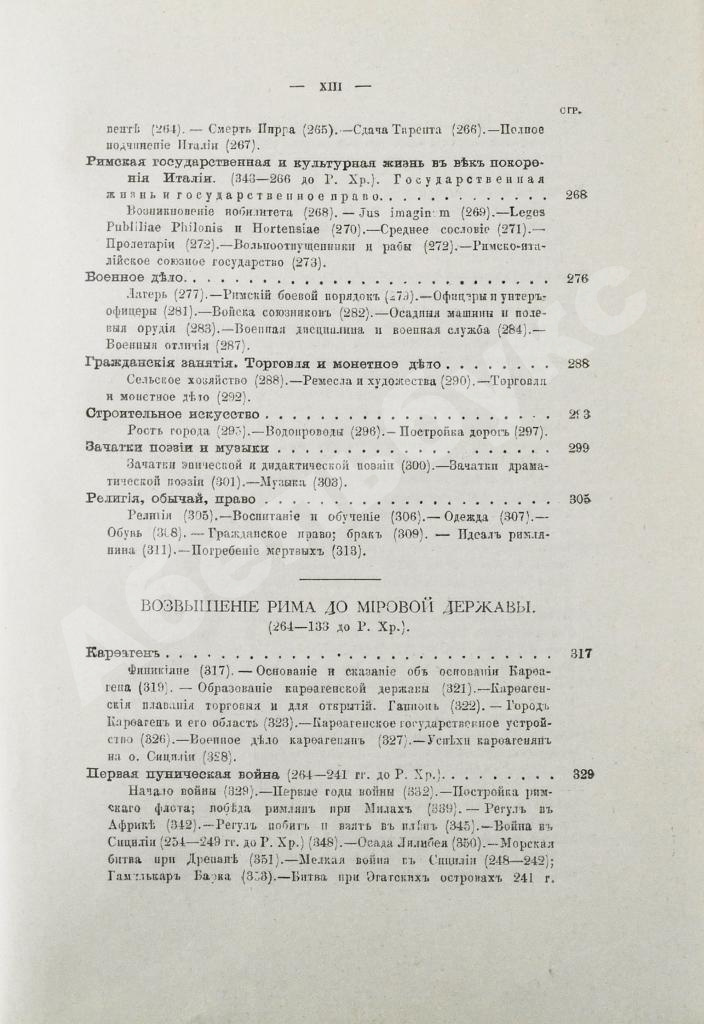 — XIII —
СТР.
вентѣ (264). — Смерть Пирра (265).—Сдача Тарента (266).—Полное
подчиненіе Италіи (267).
Римская государственная и культурная жизнь въ вѣкъ покоре-
нія Италіи. (343—266 до Р. Хр.). Государственная
жизнь и государственное право. . . . . . . . . . . . . 268
Возникновеніе нобилитета (268). — Jus imaginum (269).—Leges
Publiliae Philonis и Hortensiae (270).—Среднее сословіе (271).—
Пролетаріи (272).—Вольноотпущенники и рабы (272).—Римско-ита-
лійское союзное государство (273).
Военное дѣло. . . . . . . . . . . . . . . . . . . . . . . 276
Лагерь (277).—Римскій боевой порядокъ (279).—Офицеры и унтеръ-
офицеры (281).—Войска союзниковъ (282).—Осадныя машины и поле-
выя орудія (283).—Военная дисциплина и военная служба (284).—
Военныя отличія (287).
Гражданскія занятія. Торговля и монетное дѣло . . . . . . . . 288
Сельское хозяйство (288).—Ремесла и художества (290).—Торговля
и монетное дѣло (292).
Строительное искусство . . . . . . . . . . . . . . . . . . 293
Ростъ города (295).—Водопроводы (296).—Постройка дорогъ (297).
Зачатки поэзіи и музыки . . . . . . . . . . . . . . . . . . 299
Зачатки эпической и дидактической поэзіи (300).—Зачатки драма-
тической поэзіи (301).—Музыка (303).
Религія, обычай, право . . . . . . . . . . . . . . . . . . 305
Религія (305).—Воспитаніе и обученіе (306).—Одежда (307).—
Обувь (308). — Гражданское право; бракъ (309). — Идеалъ римля-
нина (311).—Погребеніе мертвыхъ (313).
ВОЗВЫШЕНІЕ РИМА ДО МІРОВОЙ ДЕРЖАВЫ.
(264—133 до Р. Хр.).
Карѳагенъ . . . . . . . . . . . . . . . . . . . . . . . . 317
Финикіяне (317). — Основаніе и сказаніе объ основаніи Карѳа-
гена (319). — Образованіе карѳагенской державы (321).—Карѳаген-
скія плаванія торговыя и для открытій. Ганнонъ (322). — Городъ
Карѳагенъ и его область (323).—Карѳагенское государственное устрой-
ство (326).—Военное дѣло карѳагенянъ (327).—Успѣхи карѳагенянъ
на о. Сициліи (328).
Первая пуническая война (264—241 гг. до Р. Хр.). . . . . . . . . 329
Начало войны (329).—Первые годы войны (332).—Постройка рим-
скаго флота; побѣда римлянъ при Милахъ (339). — Регулъ въ
Африкѣ (342).—Регулъ побитъ и взятъ въ плѣнъ (345).—Война въ
Сициліи (254—249 гг. до Р. Хр.) (348).—Осада Лилибея (350).—Морская
битва при Дрепанѣ (351).—Мелкая война въ Сициліи (248—242);
Гамилькаръ Барка (353).—Битва при Эгатскихъ островахъ 241 г.